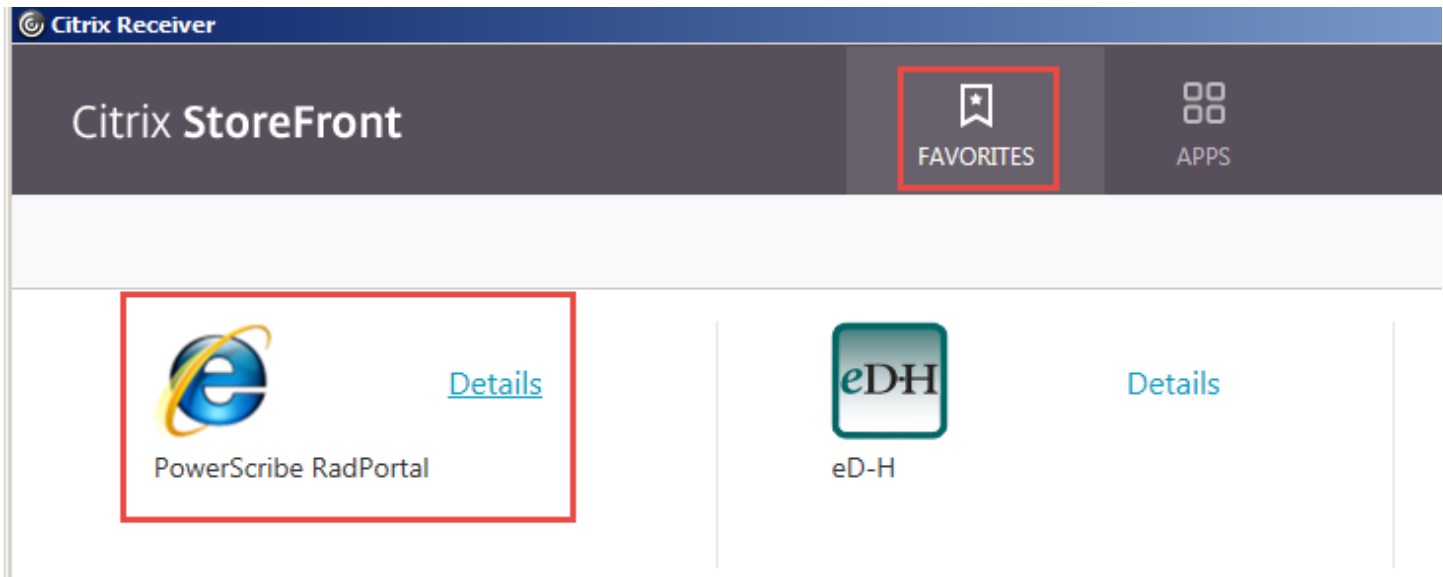 Citrix Receiver
Citrix StoreFront
FAVORITES
APPS
Details
PowerScribe RadPortal
eD-H
Details
eD-H